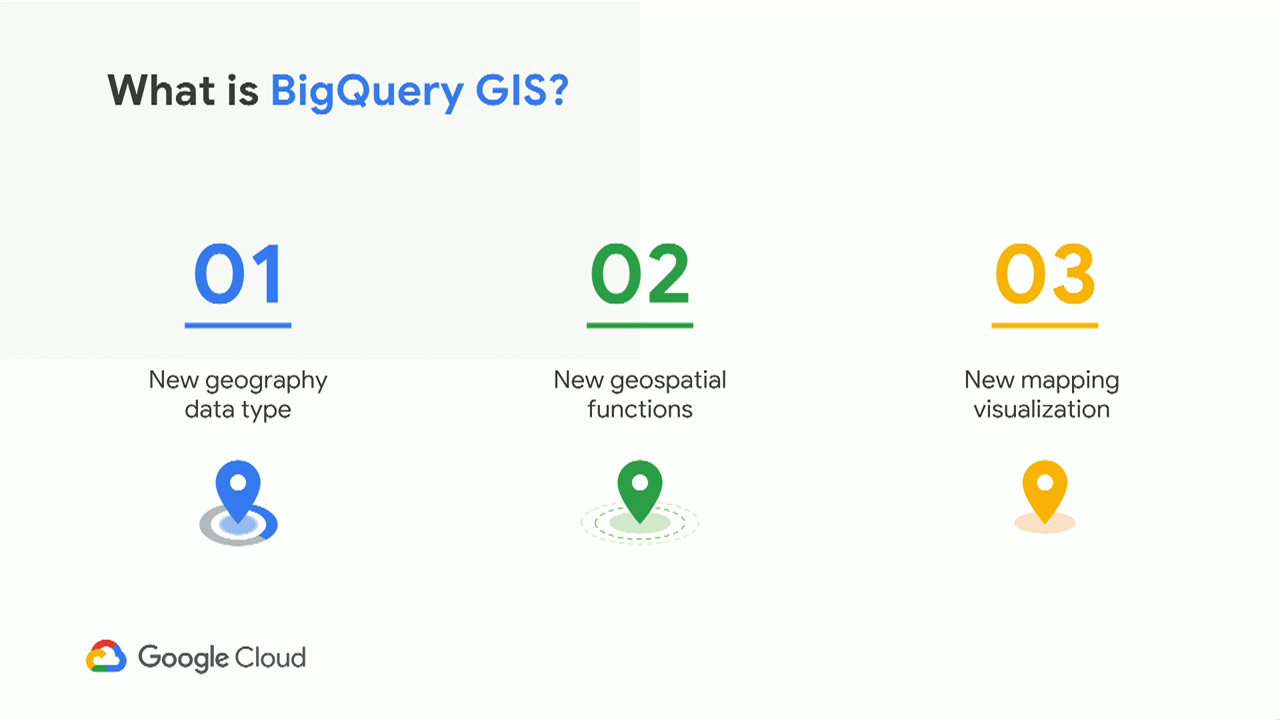 What is BigQuery GIS?
01
New geography
data type
02
New geospatial
functions
03
New mapping
visualization
Google Cloud